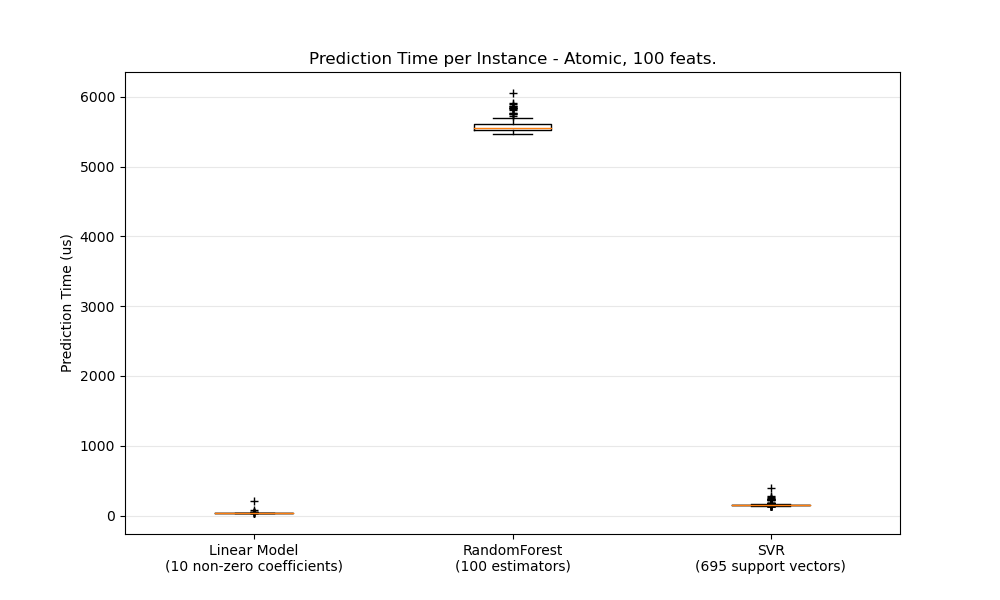 Prediction Time per Instance - Atomic, 100 feats.
Prediction Time (us)
6000
5000
4000
3000
2000
1000
0
Linear Model
(10 non-zero coefficients)
RandomForest
(100 estimators)
SVR
(695 support vectors)